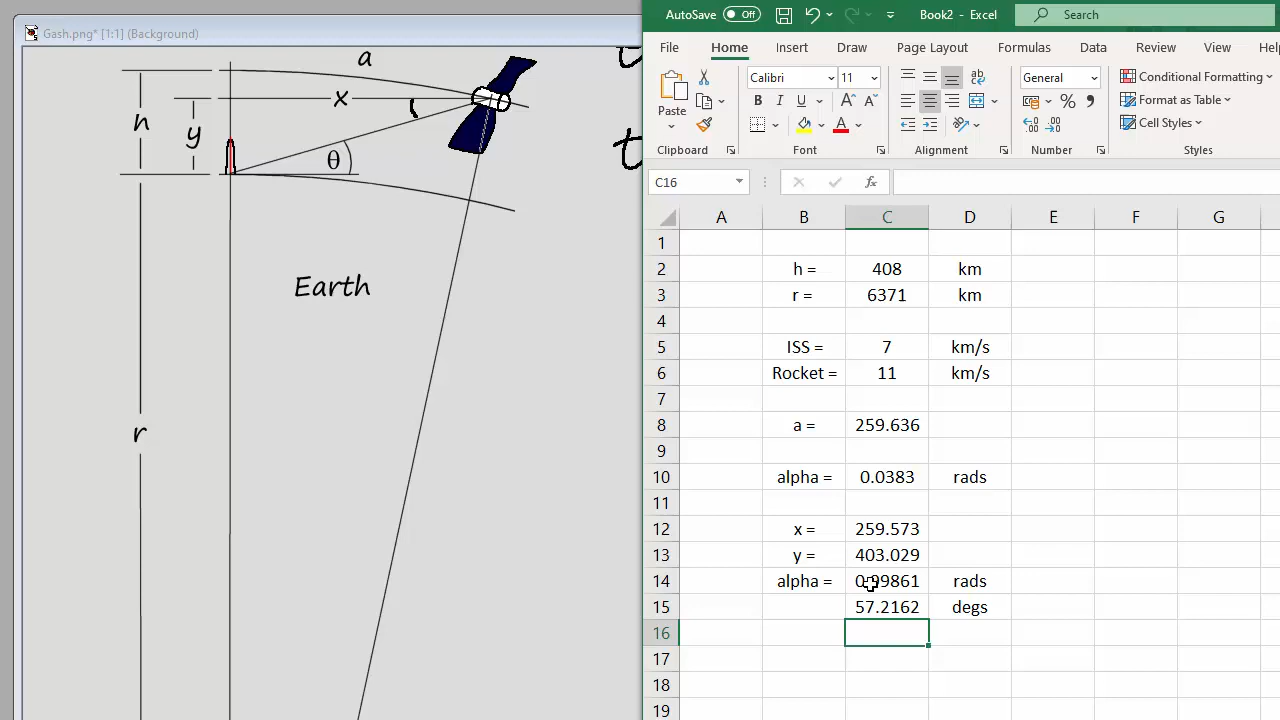 Gash.png* [1:1] (Background)
a
x
h
y
θ
Earth
r
AutoSave Off Book2 - Excel Search
File Home Insert Draw Page Layout Formulas Data Review View Help
Paste Calibri 11 ab General Conditional Formatting
B I U A A Format as Table
A Cell Styles
Clipboard Font Alignment Number Styles
C16 fx
A B C D E F G
1
2 h = 408 km
3 r = 6371 km
4
5 ISS = 7 km/s
6 Rocket = 11 km/s
7
8 a = 259.636
9
10 alpha = 0.0383 rads
11
12 x = 259.573
13 y = 403.029
14 alpha = 0.99861 rads
15 57.2162 degs
16
17
18
19